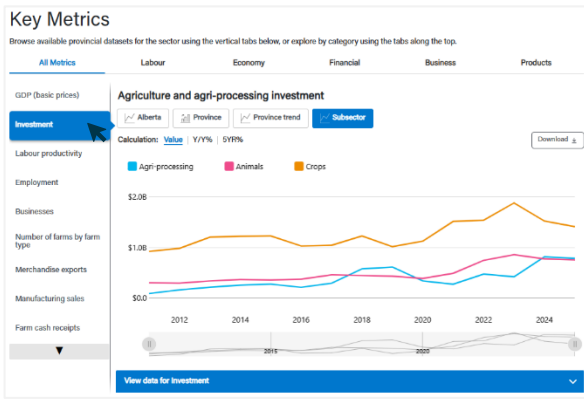 Key Metrics
Browse available provincial datasets for the sector using the vertical tabs below, or explore by category using the tabs along the top.
All Metrics Labour Economy Financial Business Products
GDP (basic prices)
Investment
Labour productivity
Employment
Businesses
Number of farms by farm
type
Merchandise exports
Manufacturing sales
Farm cash receipts
Agriculture and agri-processing investment
Alberta Province Province trend Subsector
Calculation: Value Y/Y% 5YR%
Download
Agri-processing Animals Crops
$2.0B
$1.0B
$0.0
2012 2014 2016 2018 2020 2022 2024
2015 2020
View data for Investment